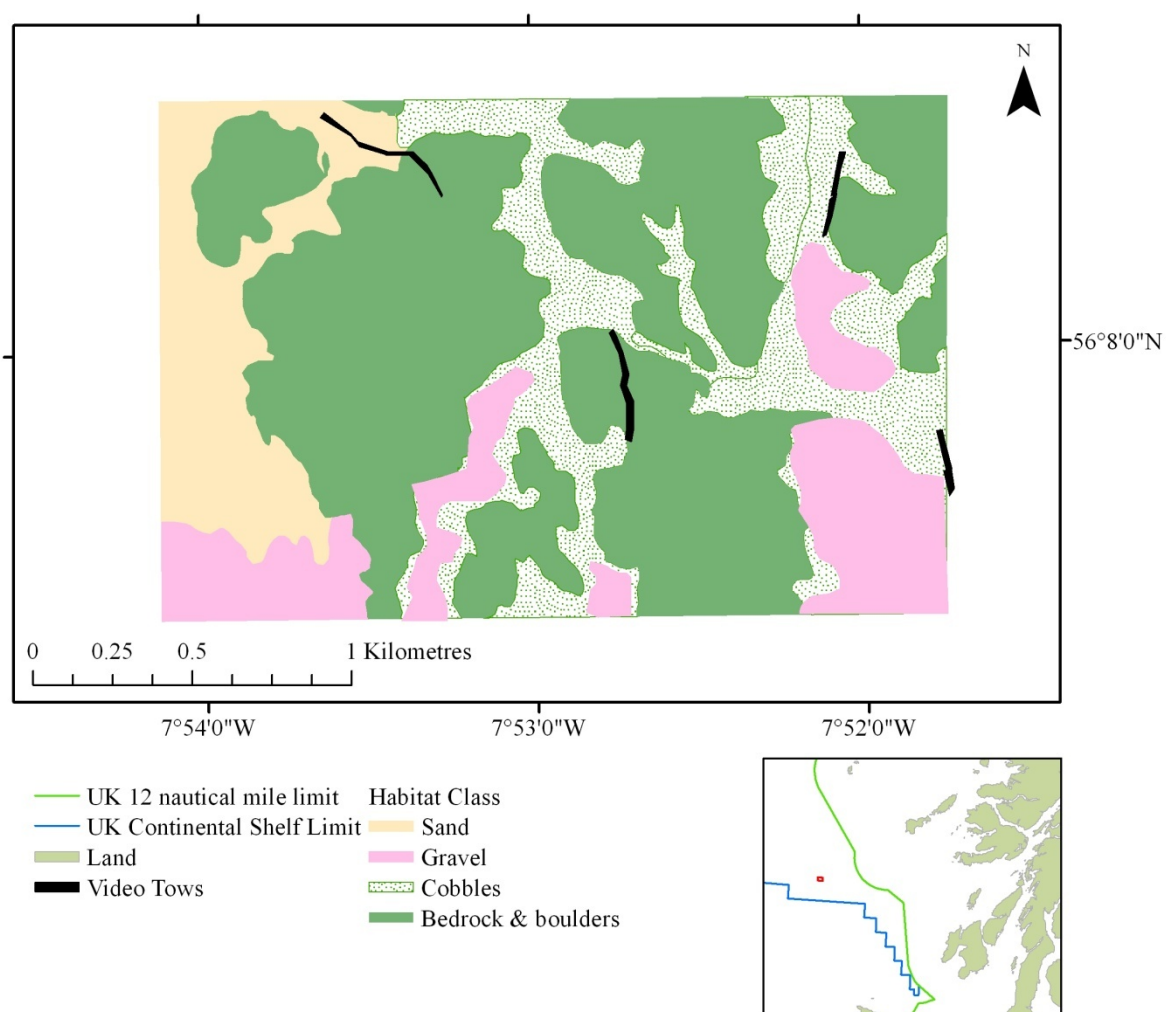 N
56°8'0"N
0 0.25 0.5 1 Kilometres
7°54'0"W 7°53'0"W 7°52'0"W
UK 12 nautical mile limit Habitat Class
UK Continental Shelf Limit Sand
Land Gravel
Video Tows Cobbles
Bedrock & boulders